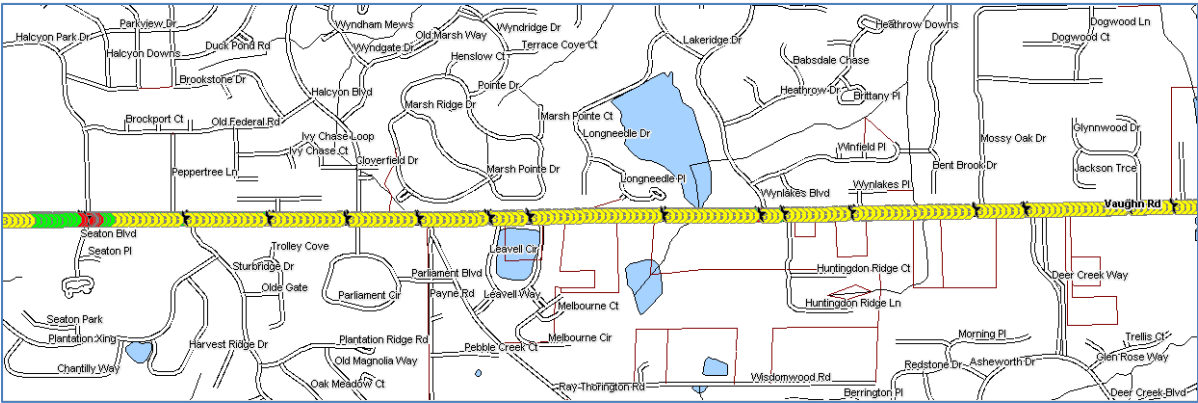 Parkview Dr
Wyndham Mews
Wyndridge Dr
Heathrow Downs
Dogwood Ln
Halcyon Park Dr
Old Marsh Way
Lakeridge Dr
Dogwood Ct
Halcyon Downs
Duck Pond Rd
Wyndgate Dr
Terrace Cove Ct
Henslow Ct
Babsdale Chase
Brookstone Dr
Halcyon Blvd
Pointe Dr
Heathrow Dr
Brittany Pl
Marsh Ridge Dr
Marsh Pointe Ct
Brockport Ct
Old Federal Rd
Longneedle Dr
Glynnwood Dr
Ivy Chase Loop
Mossy Oak Dr
Ivy Chase Ct
Winfield Pl
Cloverfield Dr
Bent Brook Dr
Peppertree Ln
Marsh Pointe Dr
Jackson Trce
Longneedle Pl
Wynlakes Blvd
Wynlakes Pl
Vaughn Rd
Seaton Blvd
Seaton Pl
Trolley Cove
Leavell Cir
Sturbridge Dr
Parliament Blvd
Huntingdon Ridge Ct
Deer Creek Way
Olde Gate
Parliament Cir
Payne Rd
Leavell Way
Melbourne Ct
Huntingdon Ridge Ln
Seaton Park
Plantation Xing
Harvest Ridge Dr
Plantation Ridge Rd
Melbourne Cir
Morning Pl
Trellis Ct
Pebble Creek Ct
Old Magnolia Way
Glen Rose Way
Chantilly Way
Redstone Dr
Asheworth Dr
Oak Meadow Ct
Ray Thorington Rd
Wisdomwood Rd
Berrington Pl
Deer Creek Blvd